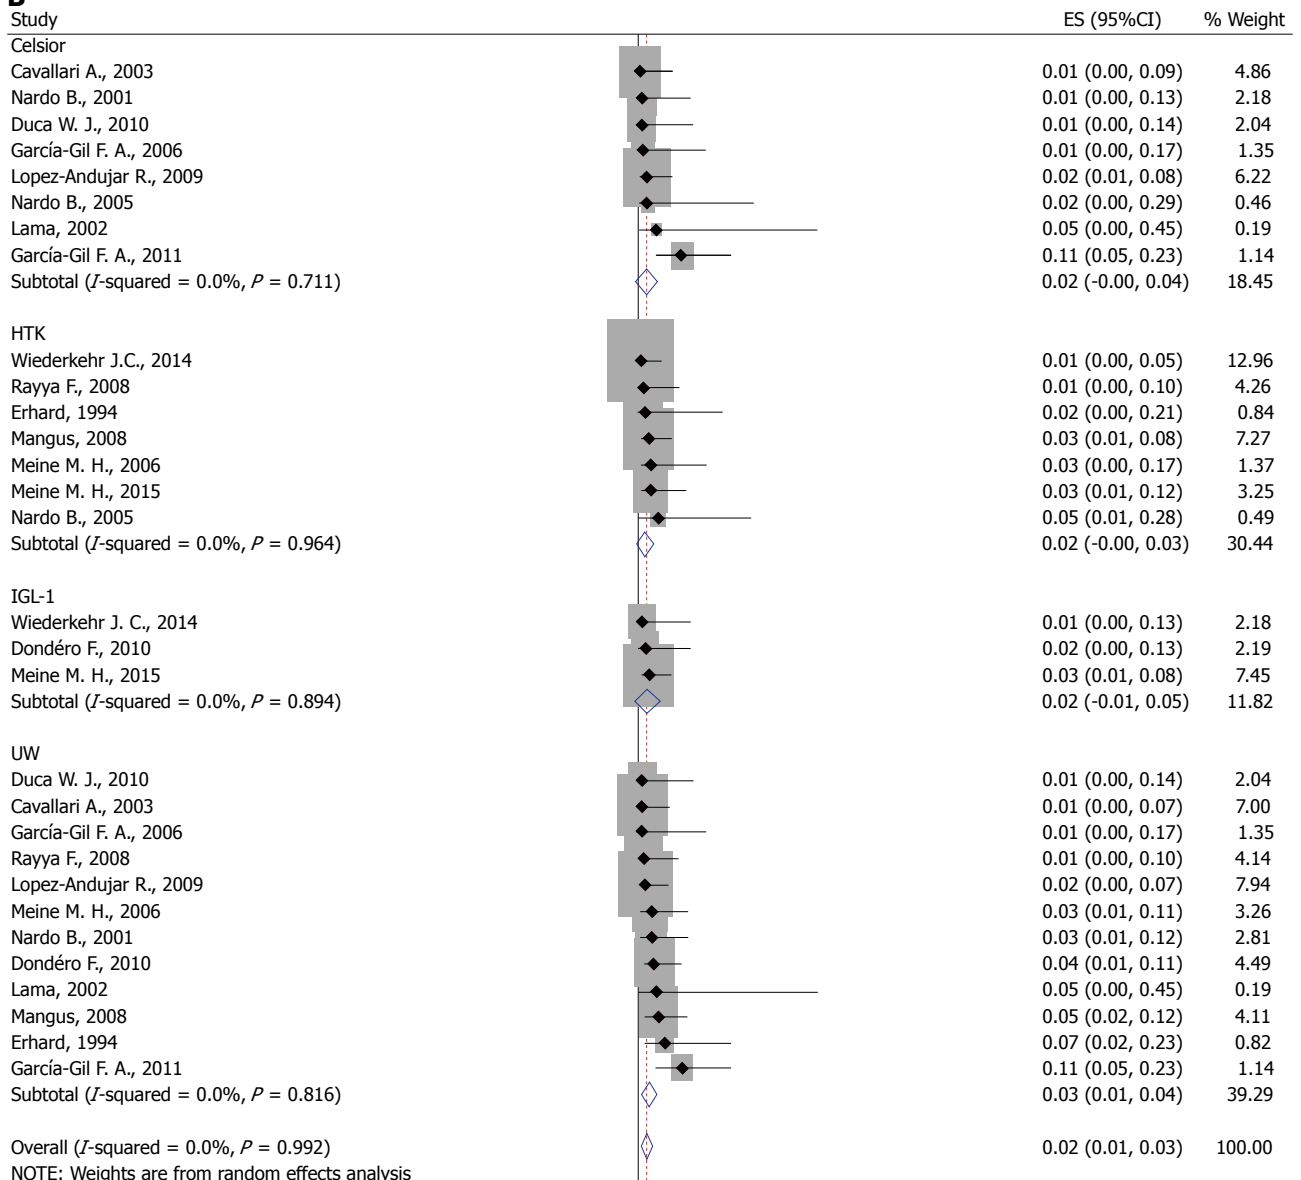 B
Study ES (95%CI) % Weight
Celsior
Cavallari A., 2003 0.01 (0.00, 0.09) 4.86
Nardo B., 2001 0.01 (0.00, 0.13) 2.18
Duca W. J., 2010 0.01 (0.00, 0.14) 2.04
García-Gil F. A., 2006 0.01 (0.00, 0.17) 1.35
Lopez-Andujar R., 2009 0.02 (0.01, 0.08) 6.22
Nardo B., 2005 0.02 (0.00, 0.29) 0.46
Lama, 2002 0.05 (0.00, 0.45) 0.19
García-Gil F. A., 2011 0.11 (0.05, 0.23) 1.14
Subtotal (I-squared = 0.0%, P = 0.711) 0.02 (-0.00, 0.04) 18.45
HTK
Wiederkehr J.C., 2014 0.01 (0.00, 0.05) 12.96
Rayya F., 2008 0.01 (0.00, 0.10) 4.26
Erhard, 1994 0.02 (0.00, 0.21) 0.84
Mangus, 2008 0.03 (0.01, 0.08) 7.27
Meine M. H., 2006 0.03 (0.00, 0.17) 1.37
Meine M. H., 2015 0.03 (0.01, 0.12) 3.25
Nardo B., 2005 0.05 (0.01, 0.28) 0.49
Subtotal (I-squared = 0.0%, P = 0.964) 0.02 (-0.00, 0.03) 30.44
IGL-1
Wiederkehr J. C., 2014 0.01 (0.00, 0.13) 2.18
Dondéro F., 2010 0.02 (0.00, 0.13) 2.19
Meine M. H., 2015 0.03 (0.01, 0.08) 7.45
Subtotal (I-squared = 0.0%, P = 0.894) 0.02 (-0.01, 0.05) 11.82
UW
Duca W. J., 2010 0.01 (0.00, 0.14) 2.04
Cavallari A., 2003 0.01 (0.00, 0.07) 7.00
García-Gil F. A., 2006 0.01 (0.00, 0.17) 1.35
Rayya F., 2008 0.01 (0.00, 0.10) 4.14
Lopez-Andujar R., 2009 0.02 (0.00, 0.07) 7.94
Meine M. H., 2006 0.03 (0.01, 0.11) 3.26
Nardo B., 2001 0.03 (0.01, 0.12) 2.81
Dondéro F., 2010 0.04 (0.01, 0.11) 4.49
Lama, 2002 0.05 (0.00, 0.45) 0.19
Mangus, 2008 0.05 (0.02, 0.12) 4.11
Erhard, 1994 0.07 (0.02, 0.23) 0.82
García-Gil F. A., 2011 0.11 (0.05, 0.23) 1.14
Subtotal (I-squared = 0.0%, P = 0.816) 0.03 (0.01, 0.04) 39.29
Overall (I-squared = 0.0%, P = 0.992) 0.02 (0.01, 0.03) 100.00
NOTE: Weights are from random effects analysis